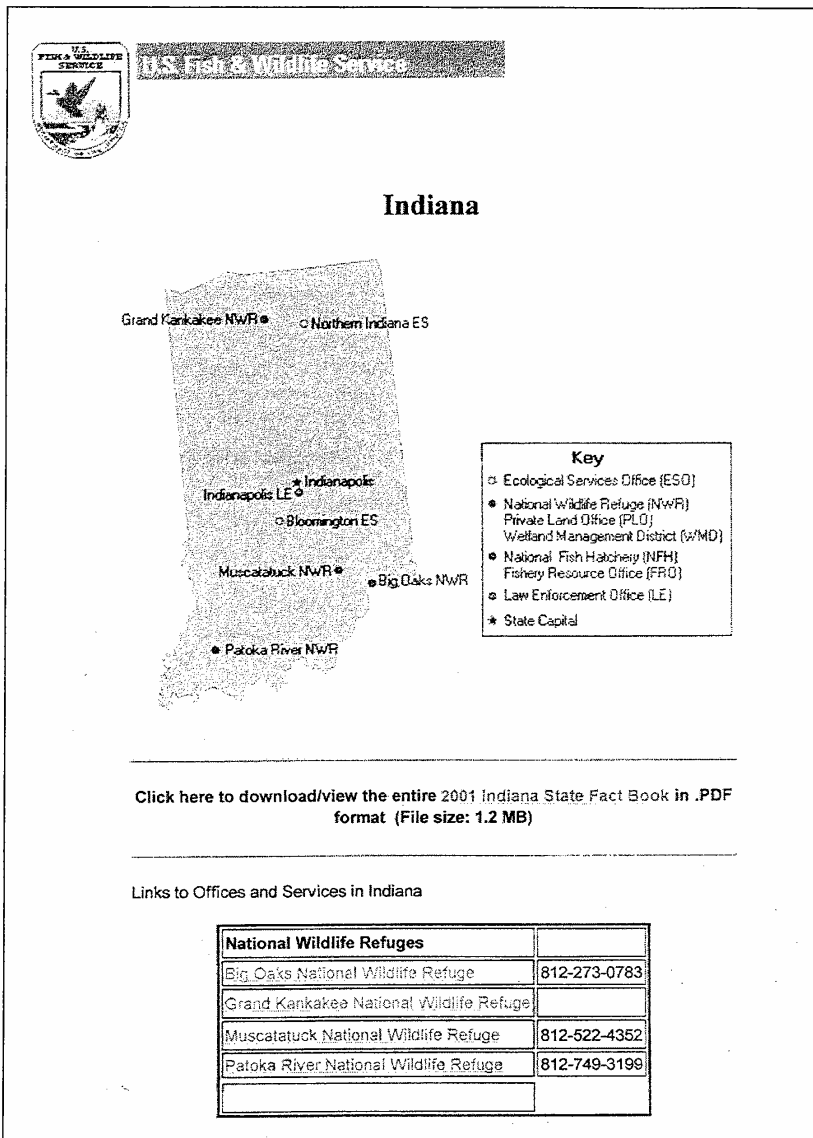 U.S.
FISH & WILDLIFE
SERVICE
U.S. Fish & Wildlife Service
Indiana
Grand Kankakee NWR
Northern Indiana ES
Indianapolis
Indianapolis LE
Bloomington ES
Muscatatuck NWR
Big Oaks NWR
Patoka River NWR
Key
Ecological Services Office (ESO)
National Wildlife Refuge (NWR)
Private Land Office (PLO)
Wetland Management District (WMD)
National Fish Hatchery (NFH)
Fishery Resource Office (FRO)
Law Enforcement Office (LE)
State Capital
Click here to download/view the entire 2001 Indiana State Fact Book in .PDF
format (File size: 1.2 MB)
Links to Offices and Services in Indiana
National Wildlife Refuges
Big Oaks National Wildlife Refuge 812-273-0783
Grand Kankakee National Wildlife Refuge
Muscatatuck National Wildlife Refuge 812-522-4352
Patoka River National Wildlife Refuge 812-749-3199